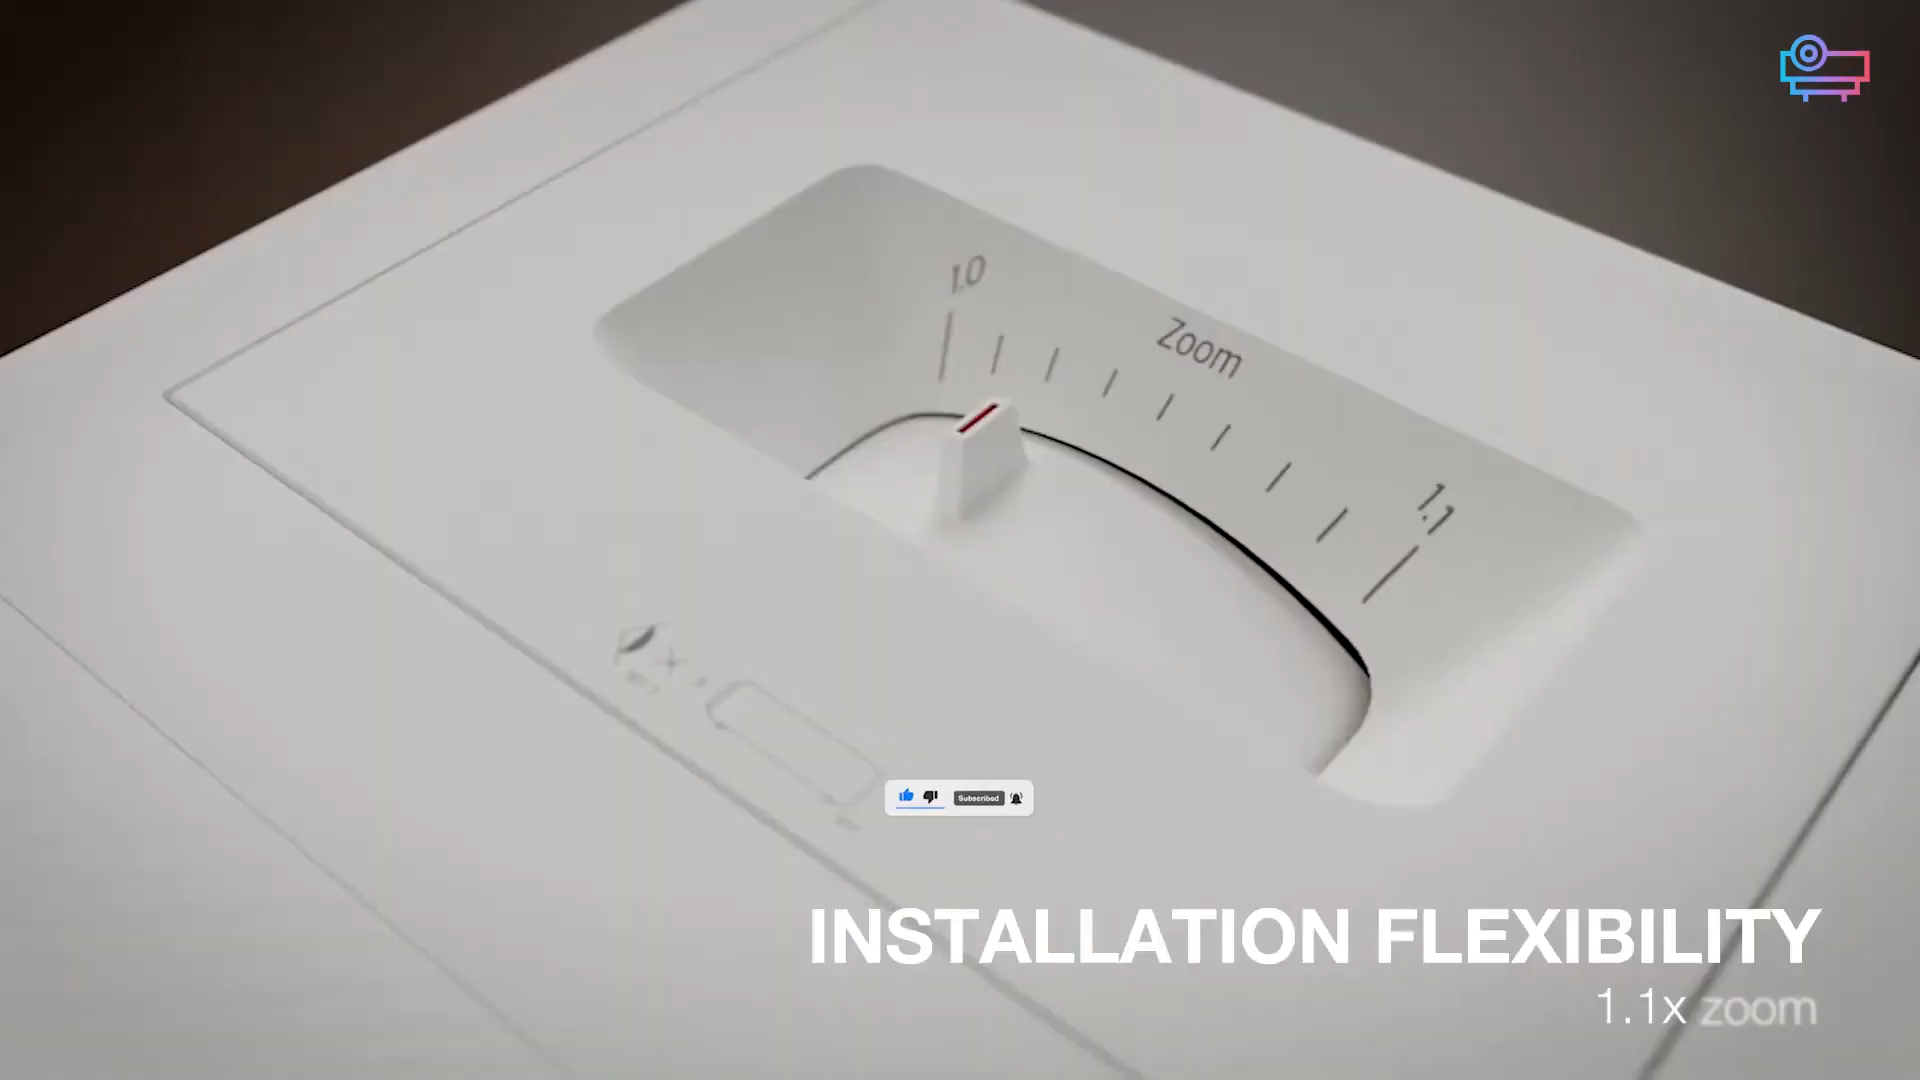 1.0
Zoom
1.1
Subscribed
INSTALLATION FLEXIBILITY
1.1x zoom